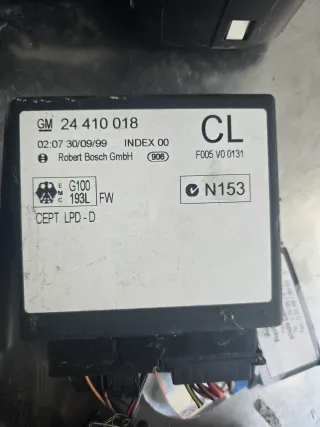 GM 24 410 018 CL
02:07 30/09/99 INDEX 00
Robert Bosch GmbH 906 F005 V0 0131
EMC G100 193L FW N153
CEPT LPD-D